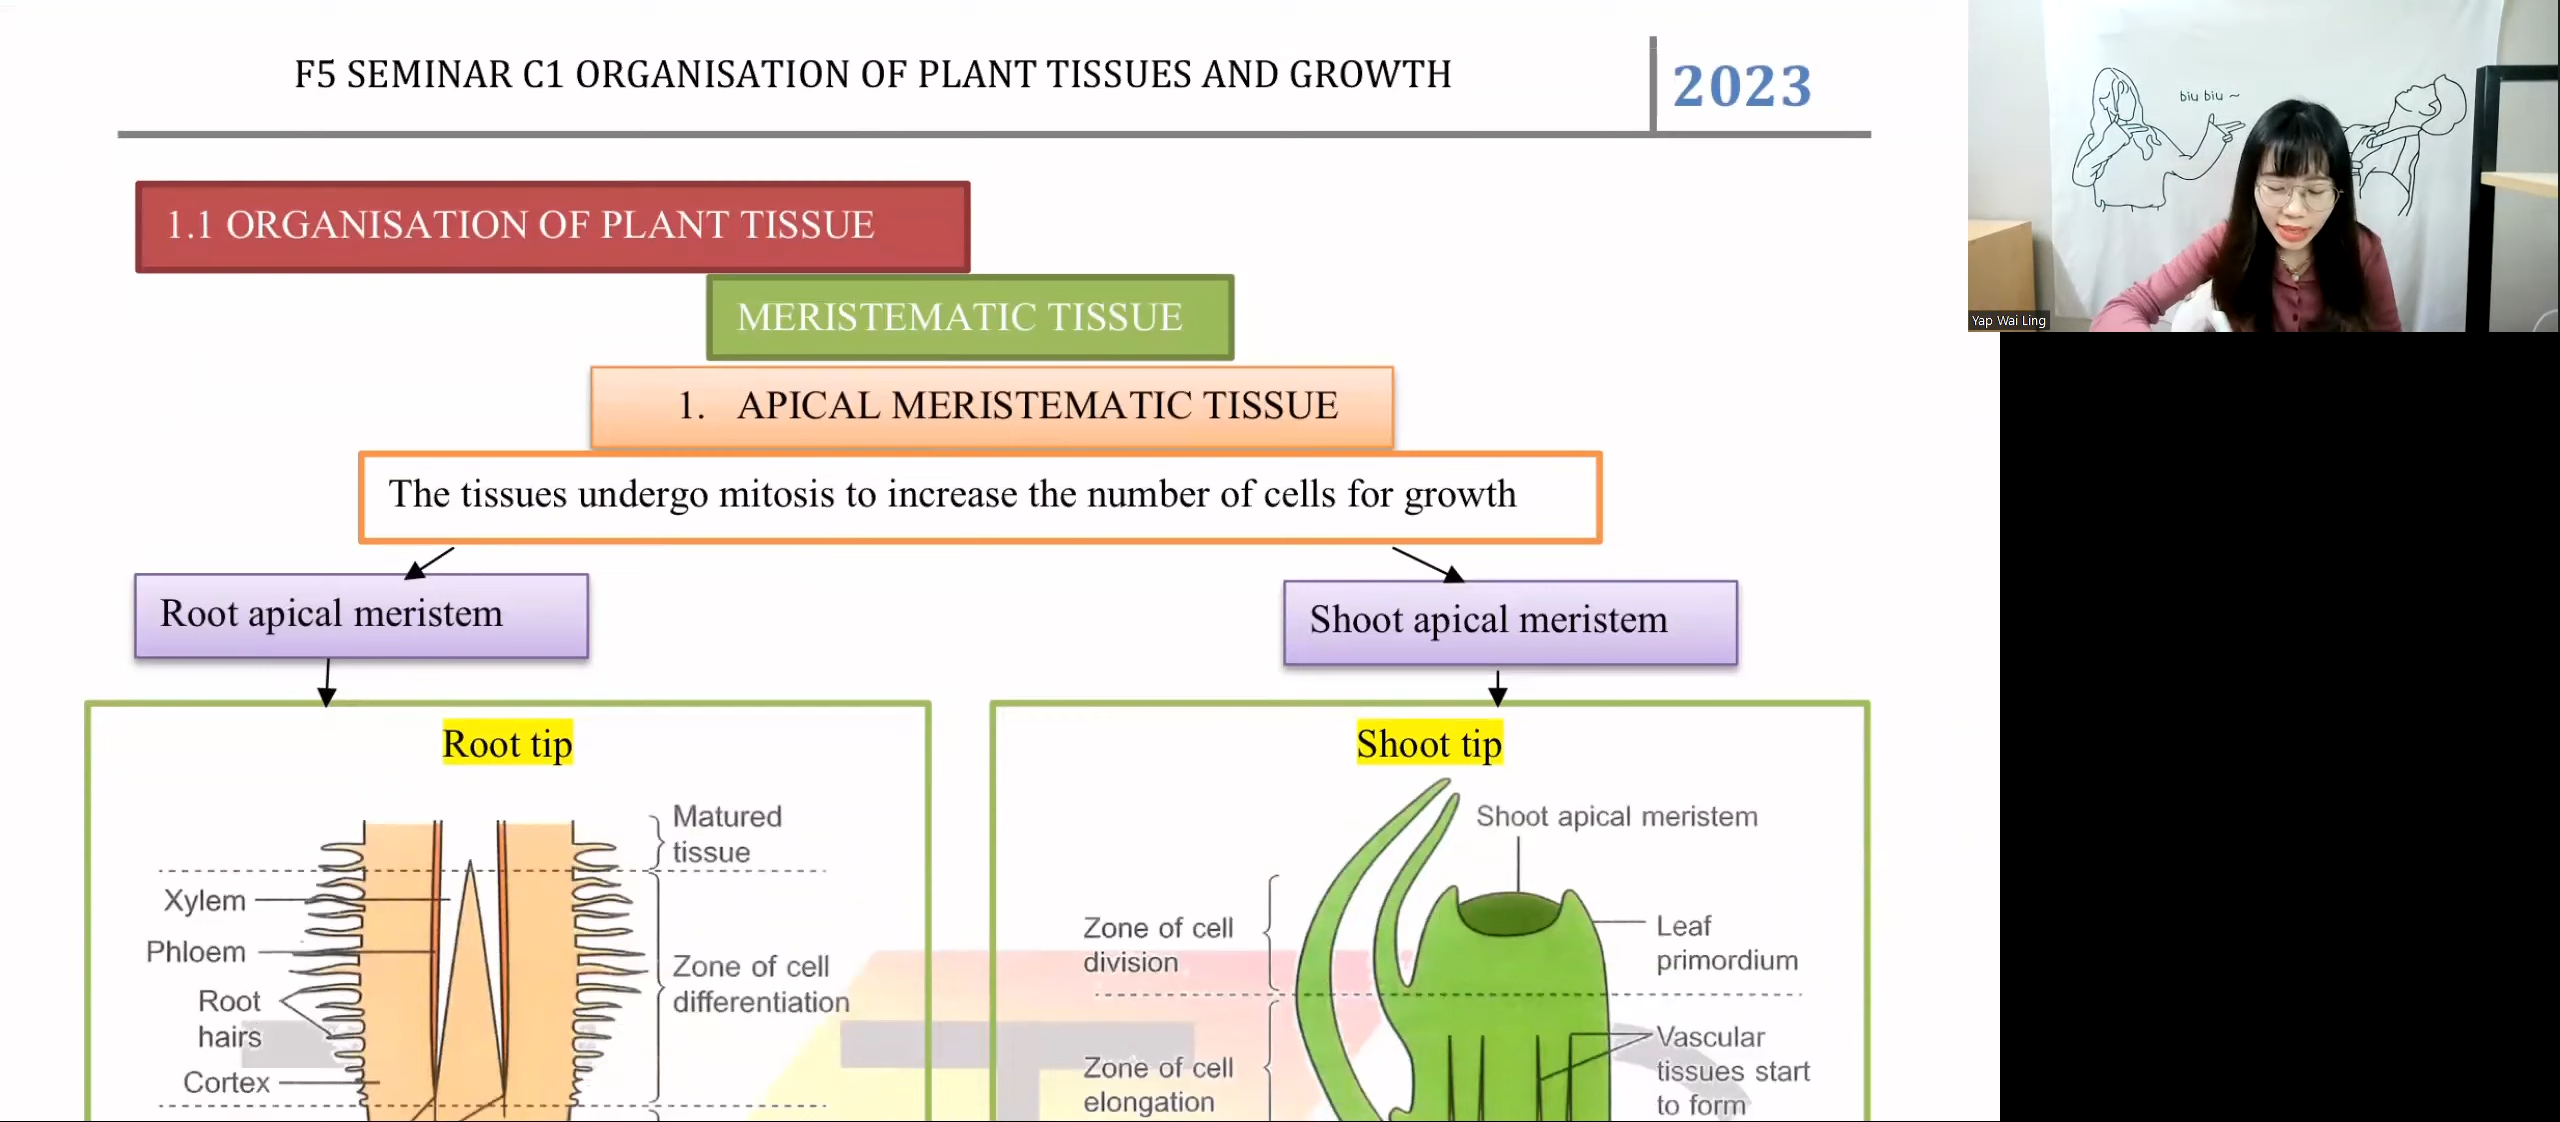 F5 SEMINAR C1 ORGANISATION OF PLANT TISSUES AND GROWTH
2023
biu biu ~
Yap Wai Ling
1.1 ORGANISATION OF PLANT TISSUE
MERISTEMATIC TISSUE
1. APICAL MERISTEMATIC TISSUE
The tissues undergo mitosis to increase the number of cells for growth
Root apical meristem
Shoot apical meristem
Root tip
Matured
tissue
Xylem
Phloem
Zone of cell
differentiation
Root
hairs
Cortex
Shoot tip
Shoot apical meristem
Zone of cell
division
Leaf
primordium
Vascular
tissues start
to form
Zone of cell
elongation